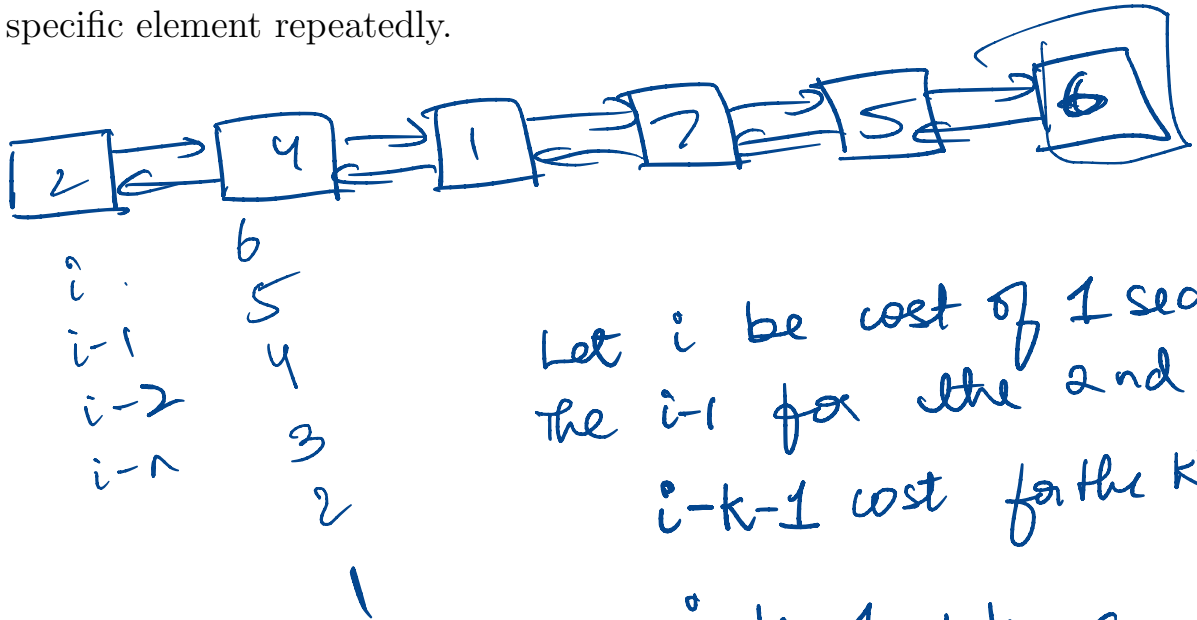 specific element repeatedly.
2 4 1 7 5 6
i 6
i-1 5
i-2 4
i-n 3
2
1
Let i be cost of 1 sec
The i-1 for the 2nd
i-k-1 cost for the k